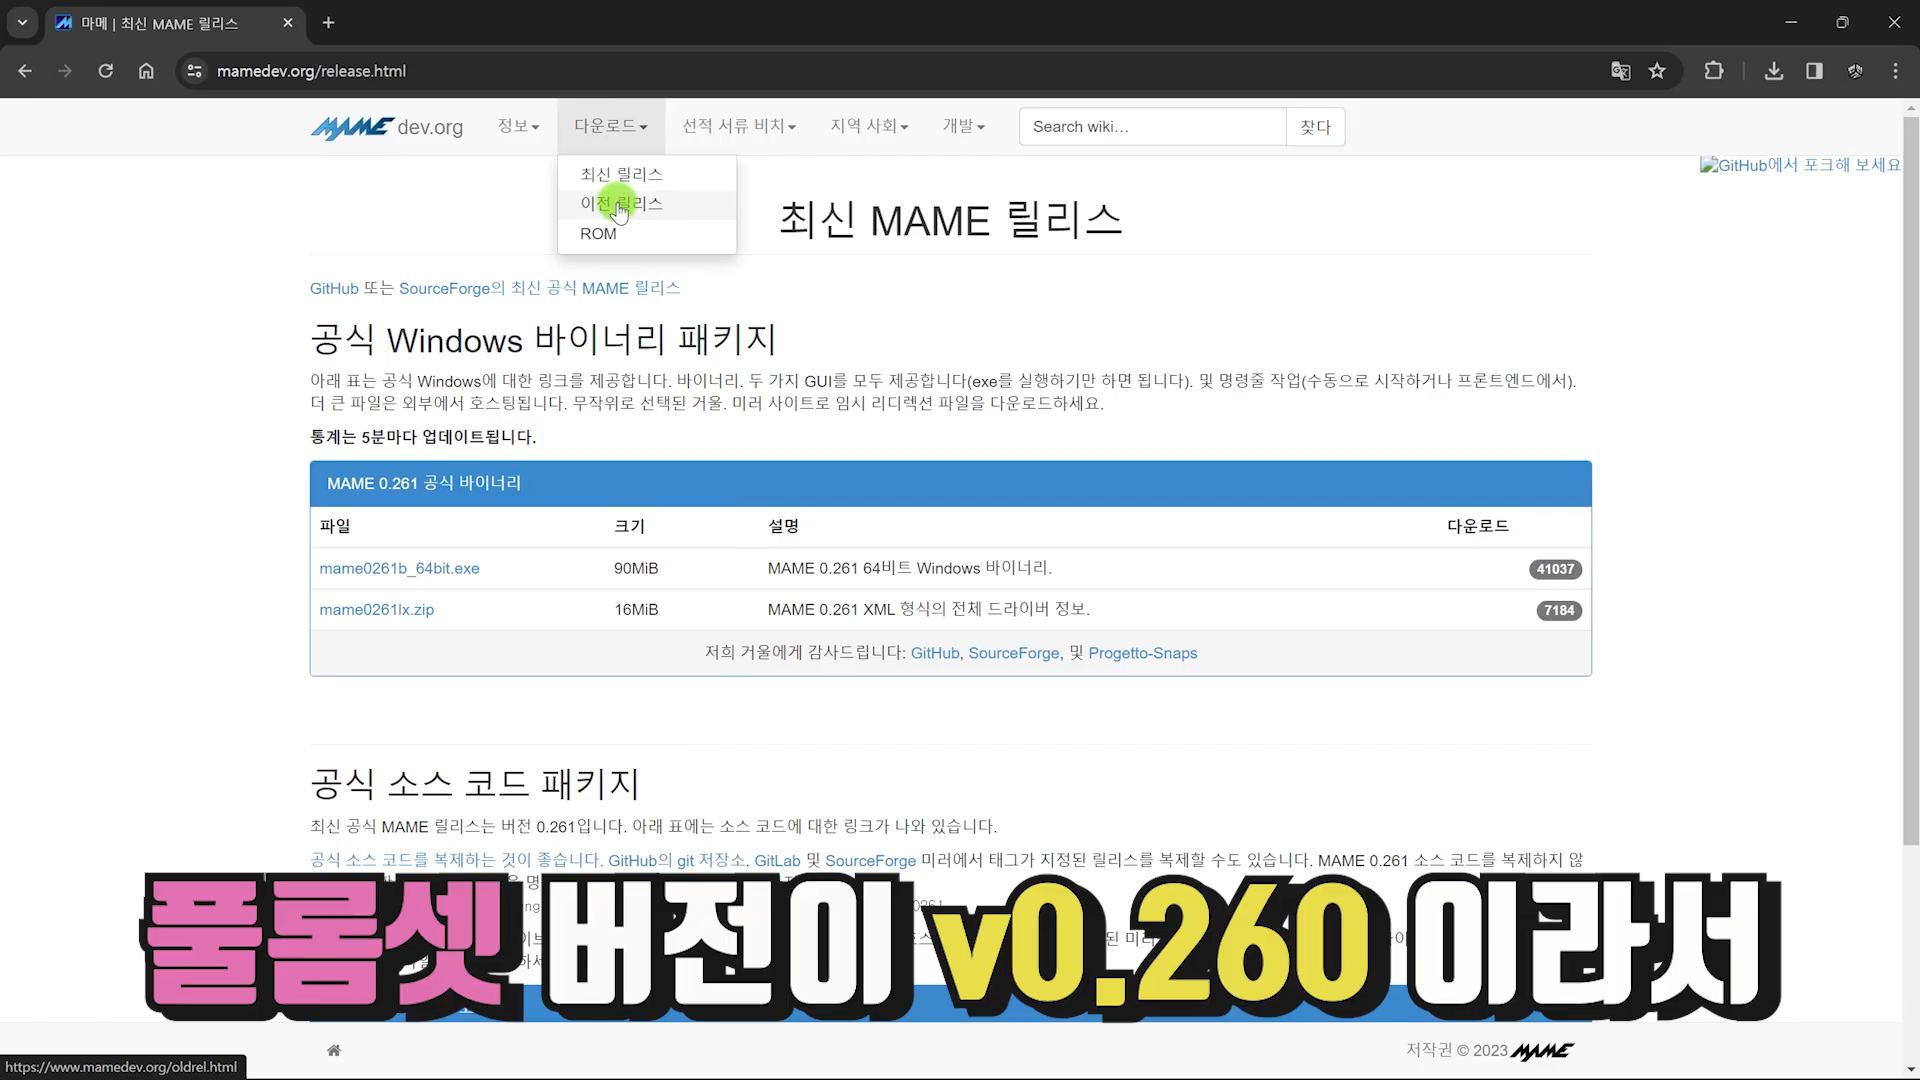 마메 | 최신 MAME 릴리스
mamedev.org/release.html
MAME dev.org 정보 다운로드 선적 서류 비치 지역 사회 개발 Search wiki... 찾다
최신 릴리스
이전 릴리스
ROM
GitHub에서 포크해 보세요
최신 MAME 릴리스
GitHub 또는 SourceForge의 최신 공식 MAME 릴리스
공식 Windows 바이너리 패키지
아래 표는 공식 Windows에 대한 링크를 제공합니다. 바이너리. 두 가지 GUI를 모두 제공합니다(exe를 실행하기만 하면 됩니다). 및 명령줄 작업(수동으로 시작하거나 프론트엔드에서).
더 큰 파일은 외부에서 호스팅됩니다. 무작위로 선택된 거울. 미러 사이트로 임시 리디렉션 파일을 다운로드하세요.
통계는 5분마다 업데이트됩니다.
MAME 0.261 공식 바이너리
파일 크기 설명 다운로드
mame0261b_64bit.exe 90MiB MAME 0.261 64비트 Windows 바이너리. 41037
mame0261lx.zip 16MiB MAME 0.261 XML 형식의 전체 드라이버 정보. 7184
저희 거울에게 감사드립니다: GitHub, SourceForge, 및 Progetto-Snaps
공식 소스 코드 패키지
최신 공식 MAME 릴리스는 버전 0.261입니다. 아래 표에는 소스 코드에 대한 링크가 나와 있습니다.
공식 소스 코드를 복제하는 것이 좋습니다. GitHub의 git 저장소. GitLab 및 SourceForge 미러에서 태그가 지정된 릴리스를 복제할 수도 있습니다. MAME 0.261 소스 코드를 복제하지 않
풀롬셋 버전이 v0.260 이라서
저작권 © 2023 MAME
https://www.mamedev.org/oldrel.html